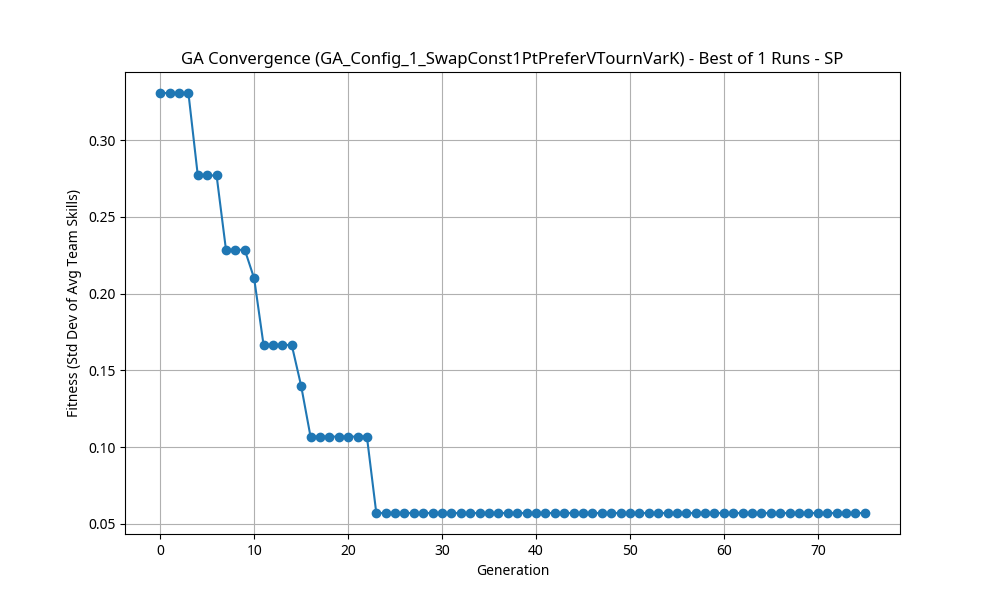 GA Convergence (GA_Config_1_SwapConst1PtPreferVTournVarK) - Best of 1 Runs - SP
Fitness (Std Dev of Avg Team Skills)
0.30
0.25
0.20
0.15
0.10
0.05
0 10 20 30 40 50 60 70
Generation